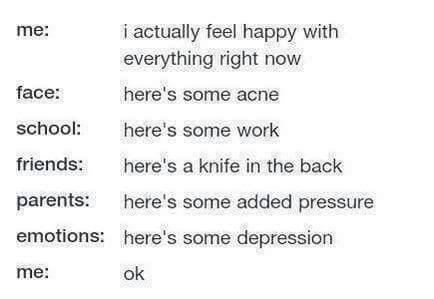 me: i actually feel happy with
everything right now
face: here's some acne
school: here's some work
friends: here's a knife in the back
parents: here's some added pressure
emotions: here's some depression
me: ok